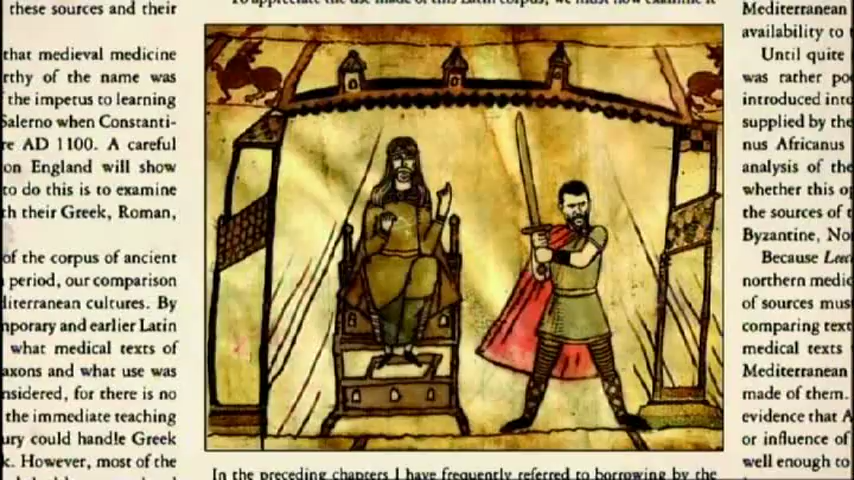 To appreciate the use made of this Latin corpus, we must now examine it
these sources and their
that medieval medicine
rthy of the name was
the impetus to learning
Salerno when Constanti-
re AD 1100. A careful
on England will show
to do this is to examine
h their Greek, Roman,
of the corpus of ancient
period, our comparison
literranean cultures. By
nporary and earlier Latin
what medical texts of
axons and what use was
nsidered, for there is no
the immediate teaching
ury could handle Greek
k. However, most of the
In the preceding chapters I have frequently referred to borrowing by the
Mediterranean
availability to
Until quite
was rather po
introduced into
supplied by the
nus Africanus
analysis of the
whether this op
the sources of
Byzantine, No
Because Leec
northern medic
of sources mus
comparing text
medical texts
Mediterranean
made of them.
evidence that A
or influence of
well enough to